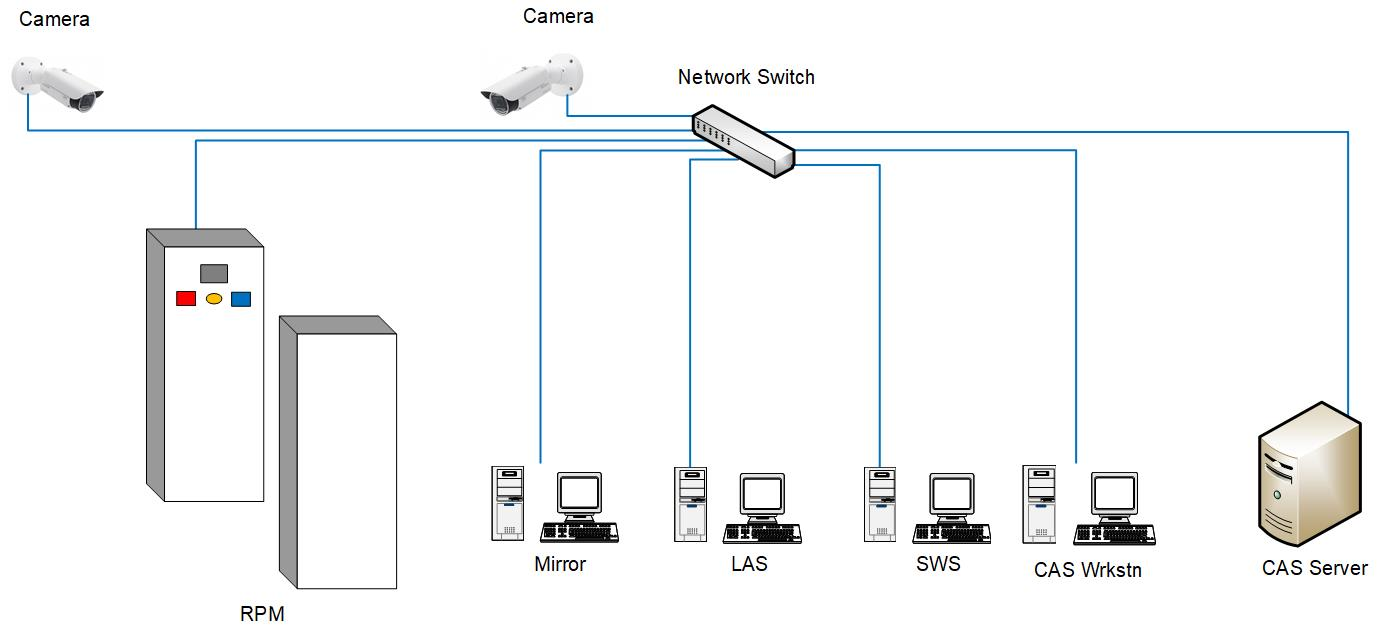 Camera
Camera
Network Switch
Mirror
LAS
SWS
CAS Wrkstn
CAS Server
RPM